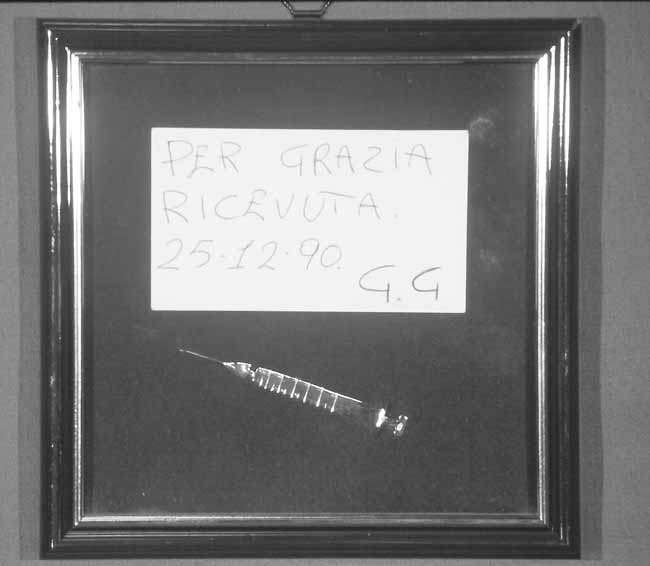 PER GRAZIA
RICEVUTA.
25.12.90.
G.G